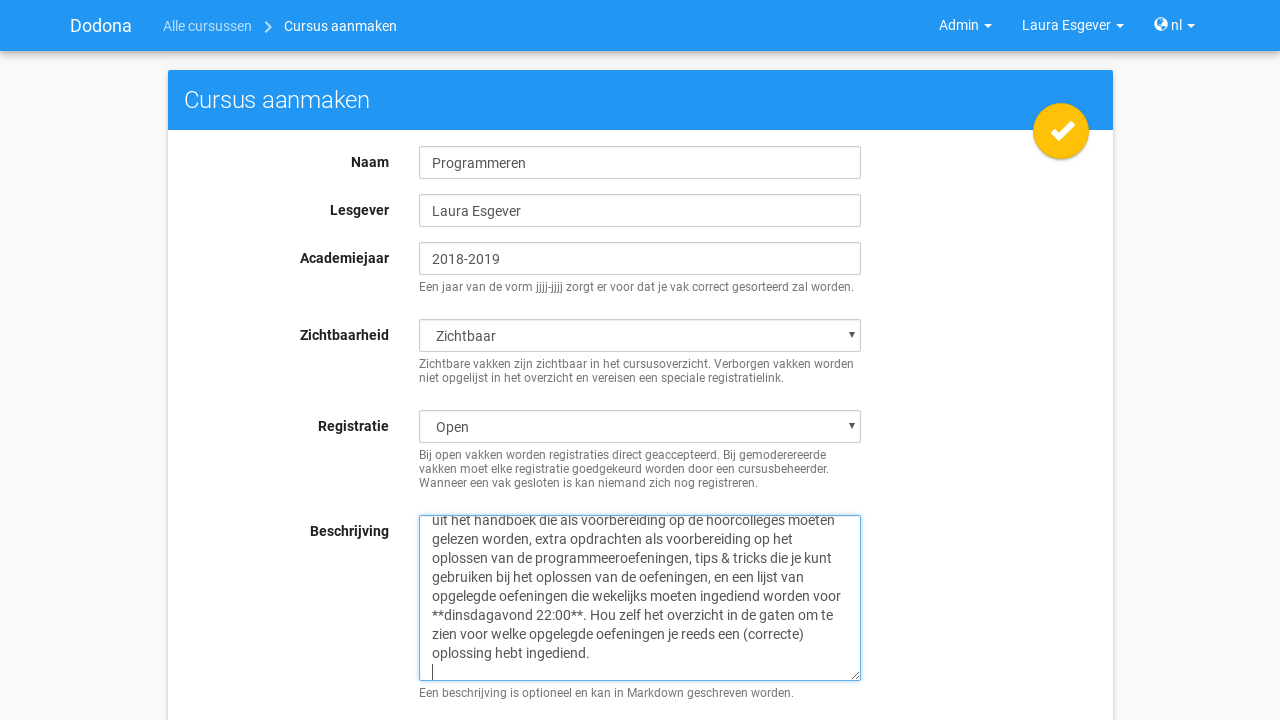 Dodona Alle cursussen Cursus aanmaken Admin Laura Esgever nl
Cursus aanmaken
Naam Programmeren
Lesgever Laura Esgever
Academiejaar 2018-2019
Een jaar van de vorm jjjj-jjjj zorgt er voor dat je vak correct gesorteerd zal worden.
Zichtbaarheid Zichtbaar
Zichtbare vakken zijn zichtbaar in het cursusoverzicht. Verborgen vakken worden
niet opgelijst in het overzicht en vereisen een speciale registratielink.
Registratie Open
Bij open vakken worden registraties direct geaccepteerd. Bij gemoderereerde
vakken moet elke registratie goedgekeurd worden door een cursusbeheerder.
Wanneer een vak gesloten is kan niemand zich nog registreren.
Beschrijving
uit het handboek die als voorbereiding op de hoorcolleges moeten
gelezen worden, extra opdrachten als voorbereiding op het
oplossen van de programmeeroefeningen, tips & tricks die je kunt
gebruiken bij het oplossen van de oefeningen, en een lijst van
opgelegde oefeningen die wekelijks moeten ingediend worden voor
**dinsdagavond 22:00**. Hou zelf het overzicht in de gaten om te
zien voor welke opgelegde oefeningen je reeds een (correcte)
oplossing hebt ingediend.
Een beschrijving is optioneel en kan in Markdown geschreven worden.